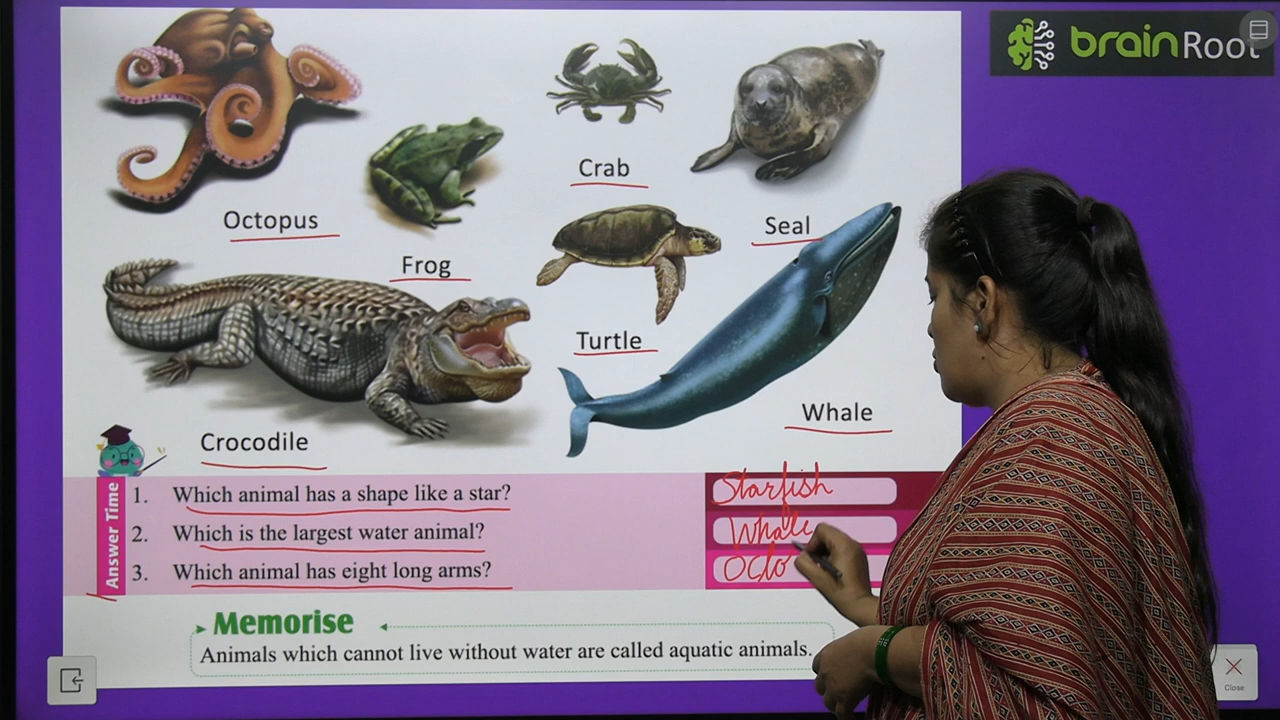 brainRoot
Crab
Octopus
Seal
Frog
Turtle
Whale
Crocodile
Answer Time
1. Which animal has a shape like a star? Starfish
2. Which is the largest water animal? Whale
3. Which animal has eight long arms? Octo
Memorise
Animals which cannot live without water are called aquatic animals.
Close